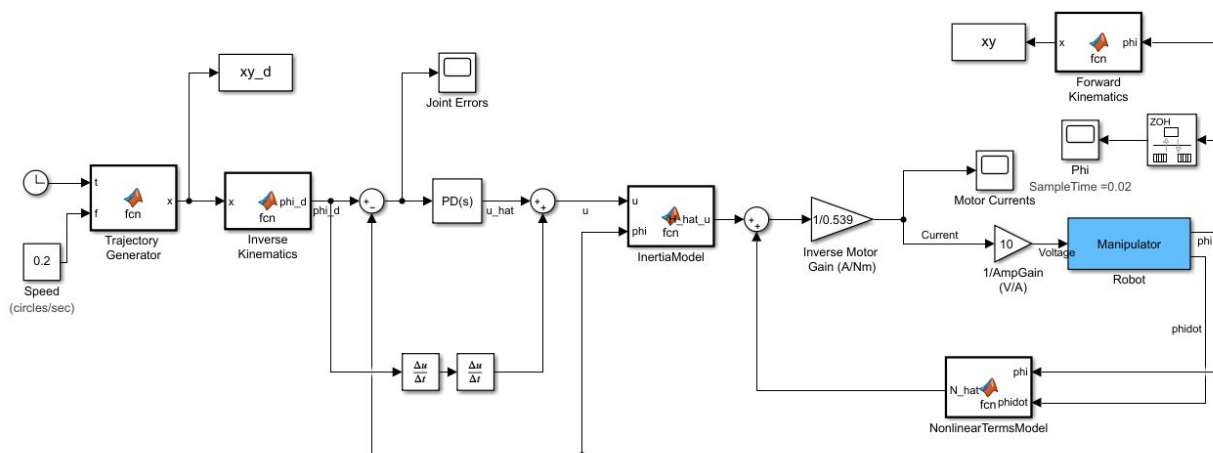 xy_d
Joint Errors
t
f
fcn
x
Trajectory
Generator
0.2
Speed
(circles/sec)
x
phi_d
fcn
Inverse
Kinematics
phi_d
+
−
PD(s)
u_hat
+
+
u
Δu
Δt
Δu
Δt
u
phi
H_hat_u
fcn
InertiaModel
+
+
1/0.539
Inverse Motor
Gain (A/Nm)
Motor Currents
Current
10
1/AmpGain
(V/A)
Voltage
Manipulator
Robot
phi
phidot
xy
x
phi
fcn
Forward
Kinematics
ZOH
Phi
SampleTime =0.02
N_hat
phi
phidot
fcn
NonlinearTermsModel